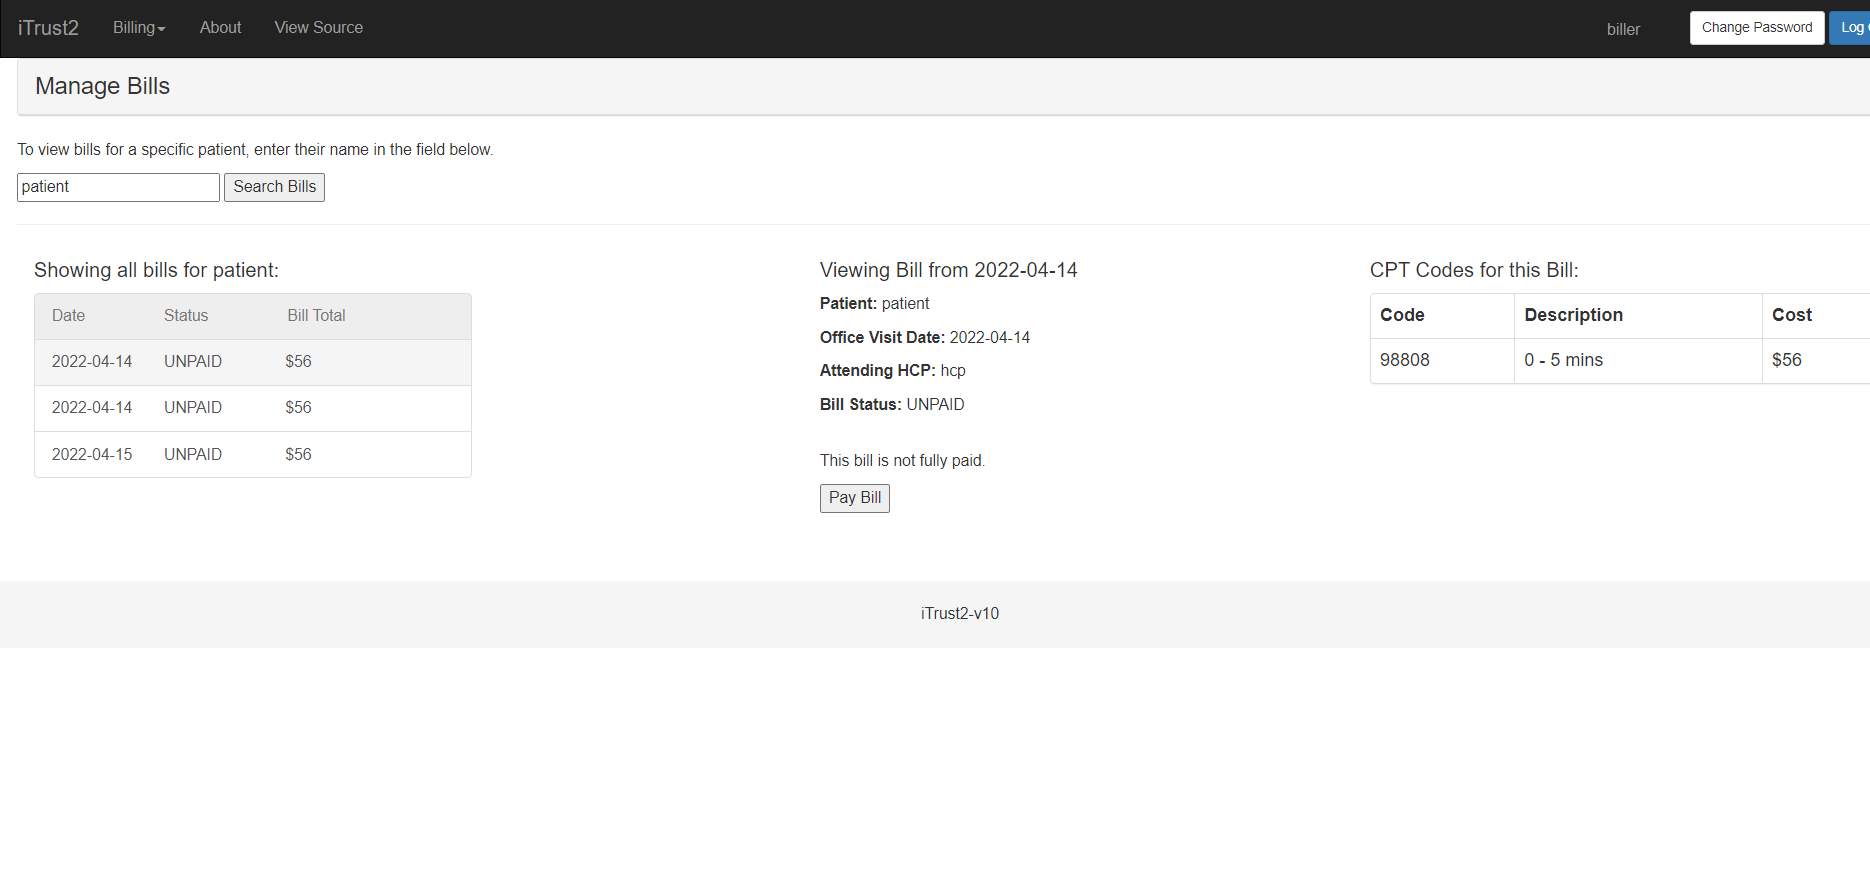 iTrust2 Billing About View Source biller Change Password Log
Manage Bills
To view bills for a specific patient, enter their name in the field below.
patient Search Bills
Showing all bills for patient:
Date Status Bill Total
2022-04-14 UNPAID $56
2022-04-14 UNPAID $56
2022-04-15 UNPAID $56
Viewing Bill from 2022-04-14
Patient: patient
Office Visit Date: 2022-04-14
Attending HCP: hcp
Bill Status: UNPAID
This bill is not fully paid.
Pay Bill
CPT Codes for this Bill:
Code Description Cost
98808 0 - 5 mins $56
iTrust2-v10